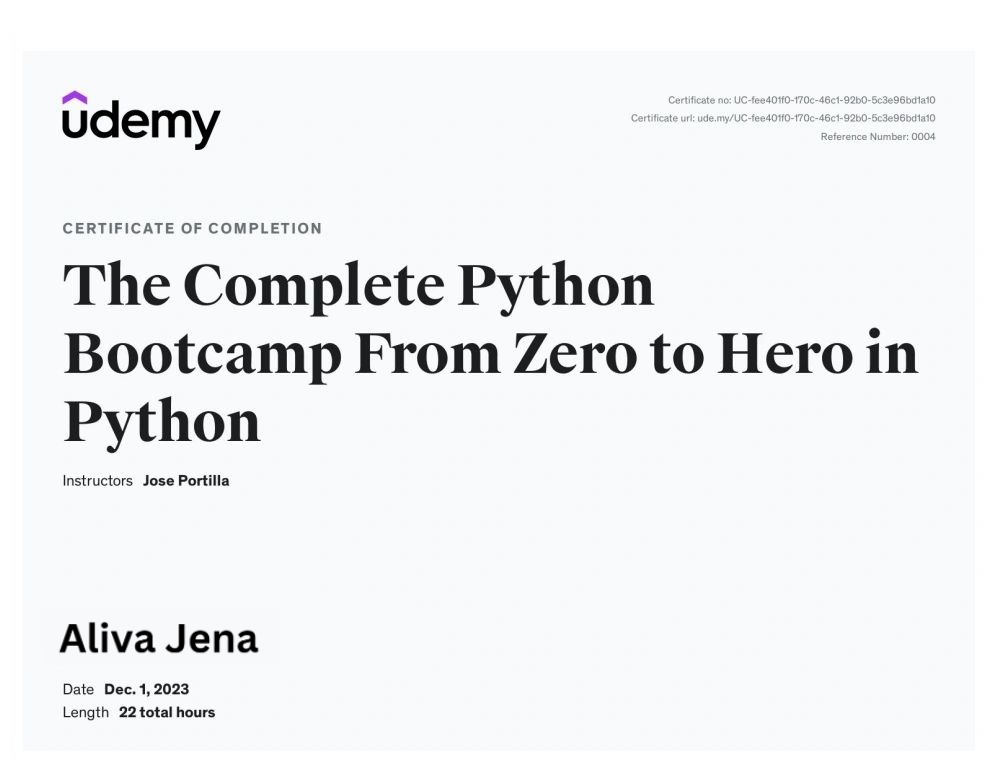 udemy
Certificate no: UC-fee401f0-170c-46c1-92b0-5c3e96bd1a10
Certificate url: ude.my/UC-fee401f0-170c-46c1-92b0-5c3e96bd1a10
Reference Number: 0004
CERTIFICATE OF COMPLETION
The Complete Python
Bootcamp From Zero to Hero in
Python
Instructors Jose Portilla
Aliva Jena
Date Dec. 1, 2023
Length 22 total hours